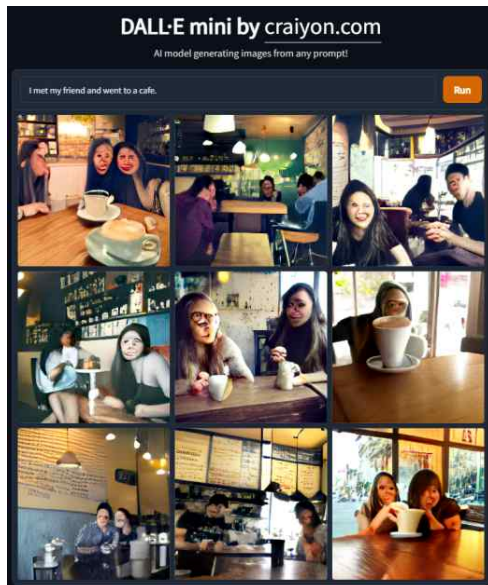 DALL·E mini by craiyon.com
AI model generating images from any prompt!
I met my friend and went to a cafe.
Run